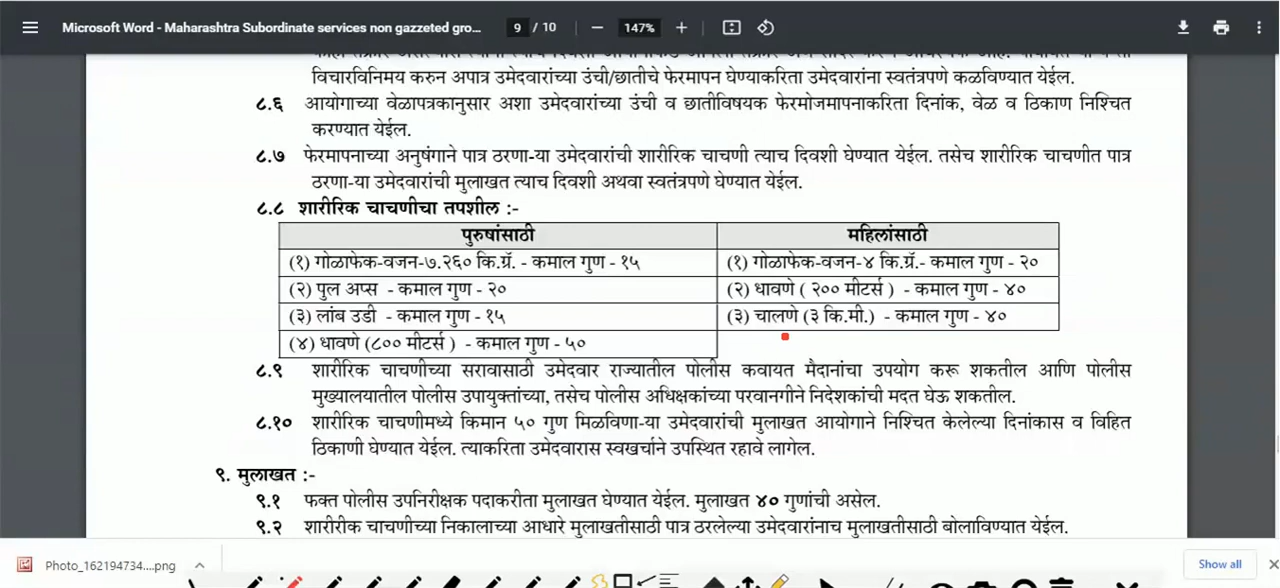 Microsoft Word - Maharashtra Subordinate services non gazzeted gro...
9 / 10
147%
विचारविनिमय करुन अपात्र उमेदवारांच्या उंची/छातीचे फेरमापन घेण्याकरिता उमेदवारांना स्वतंत्रपणे कळविण्यात येईल.
८.६ आयोगाच्या वेळापत्रकानुसार अशा उमेदवारांच्या उंची व छातीविषयक फेरमोजमापनाकरिता दिनांक, वेळ व ठिकाण निश्चित
करण्यात येईल.
८.७ फेरमापनाच्या अनुषंगाने पात्र ठरणा-या उमेदवारांची शारीरिक चाचणी त्याच दिवशी घेण्यात येईल. तसेच शारीरिक चाचणीत पात्र
ठरणा-या उमेदवारांची मुलाखत त्याच दिवशी अथवा स्वतंत्रपणे घेण्यात येईल.
८.८ शारीरिक चाचणीचा तपशील :-
पुरुषांसाठी महिलांसाठी
(१) गोळाफेक-वजन-७.२६० कि.ग्रॅ. - कमाल गुण - १५ (१) गोळाफेक-वजन-४ कि.ग्रॅ.- कमाल गुण - २०
(२) पुल अप्स - कमाल गुण - २० (२) धावणे ( २०० मीटर्स ) - कमाल गुण - ४०
(३) लांब उडी - कमाल गुण - १५ (३) चालणे (३ कि.मी.) - कमाल गुण - ४०
(४) धावणे (८०० मीटर्स ) - कमाल गुण - ५०
८.९ शारीरिक चाचणीच्या सरावासाठी उमेदवार राज्यातील पोलीस कवायत मैदानांचा उपयोग करू शकतील आणि पोलीस
मुख्यालयातील पोलीस उपायुक्तांच्या, तसेच पोलीस अधिक्षकांच्या परवानगीने निदेशकांची मदत घेऊ शकतील.
८.१० शारीरिक चाचणीमध्ये किमान ५० गुण मिळविणा-या उमेदवारांची मुलाखत आयोगाने निश्चित केलेल्या दिनांकास व विहित
ठिकाणी घेण्यात येईल. त्याकरिता उमेदवारास स्वखर्चाने उपस्थित रहावे लागेल.
९. मुलाखत :-
९.१ फक्त पोलीस उपनिरीक्षक पदाकरीता मुलाखत घेण्यात येईल. मुलाखत ४० गुणांची असेल.
९.२ शारीरीक चाचणीच्या निकालाच्या आधारे मुलाखतीसाठी पात्र ठरलेल्या उमेदवारांनाच मुलाखतीसाठी बोलाविण्यात येईल.
Photo_162194734....png
Show all